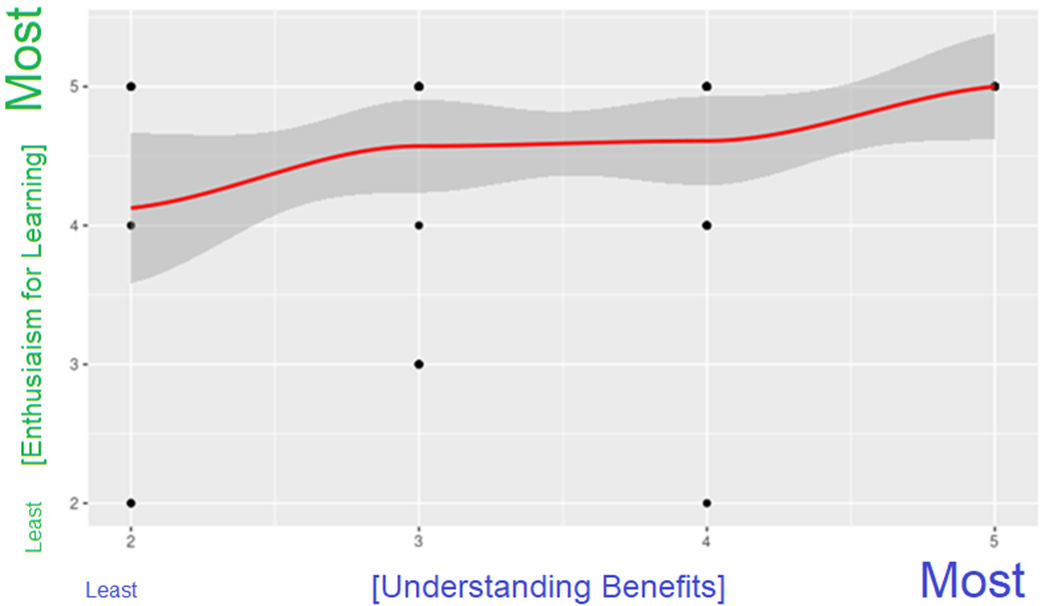 Most
[Enthusiaism for Learning]
Least
5
4
3
2
2 3 4 5
Least [Understanding Benefits] Most